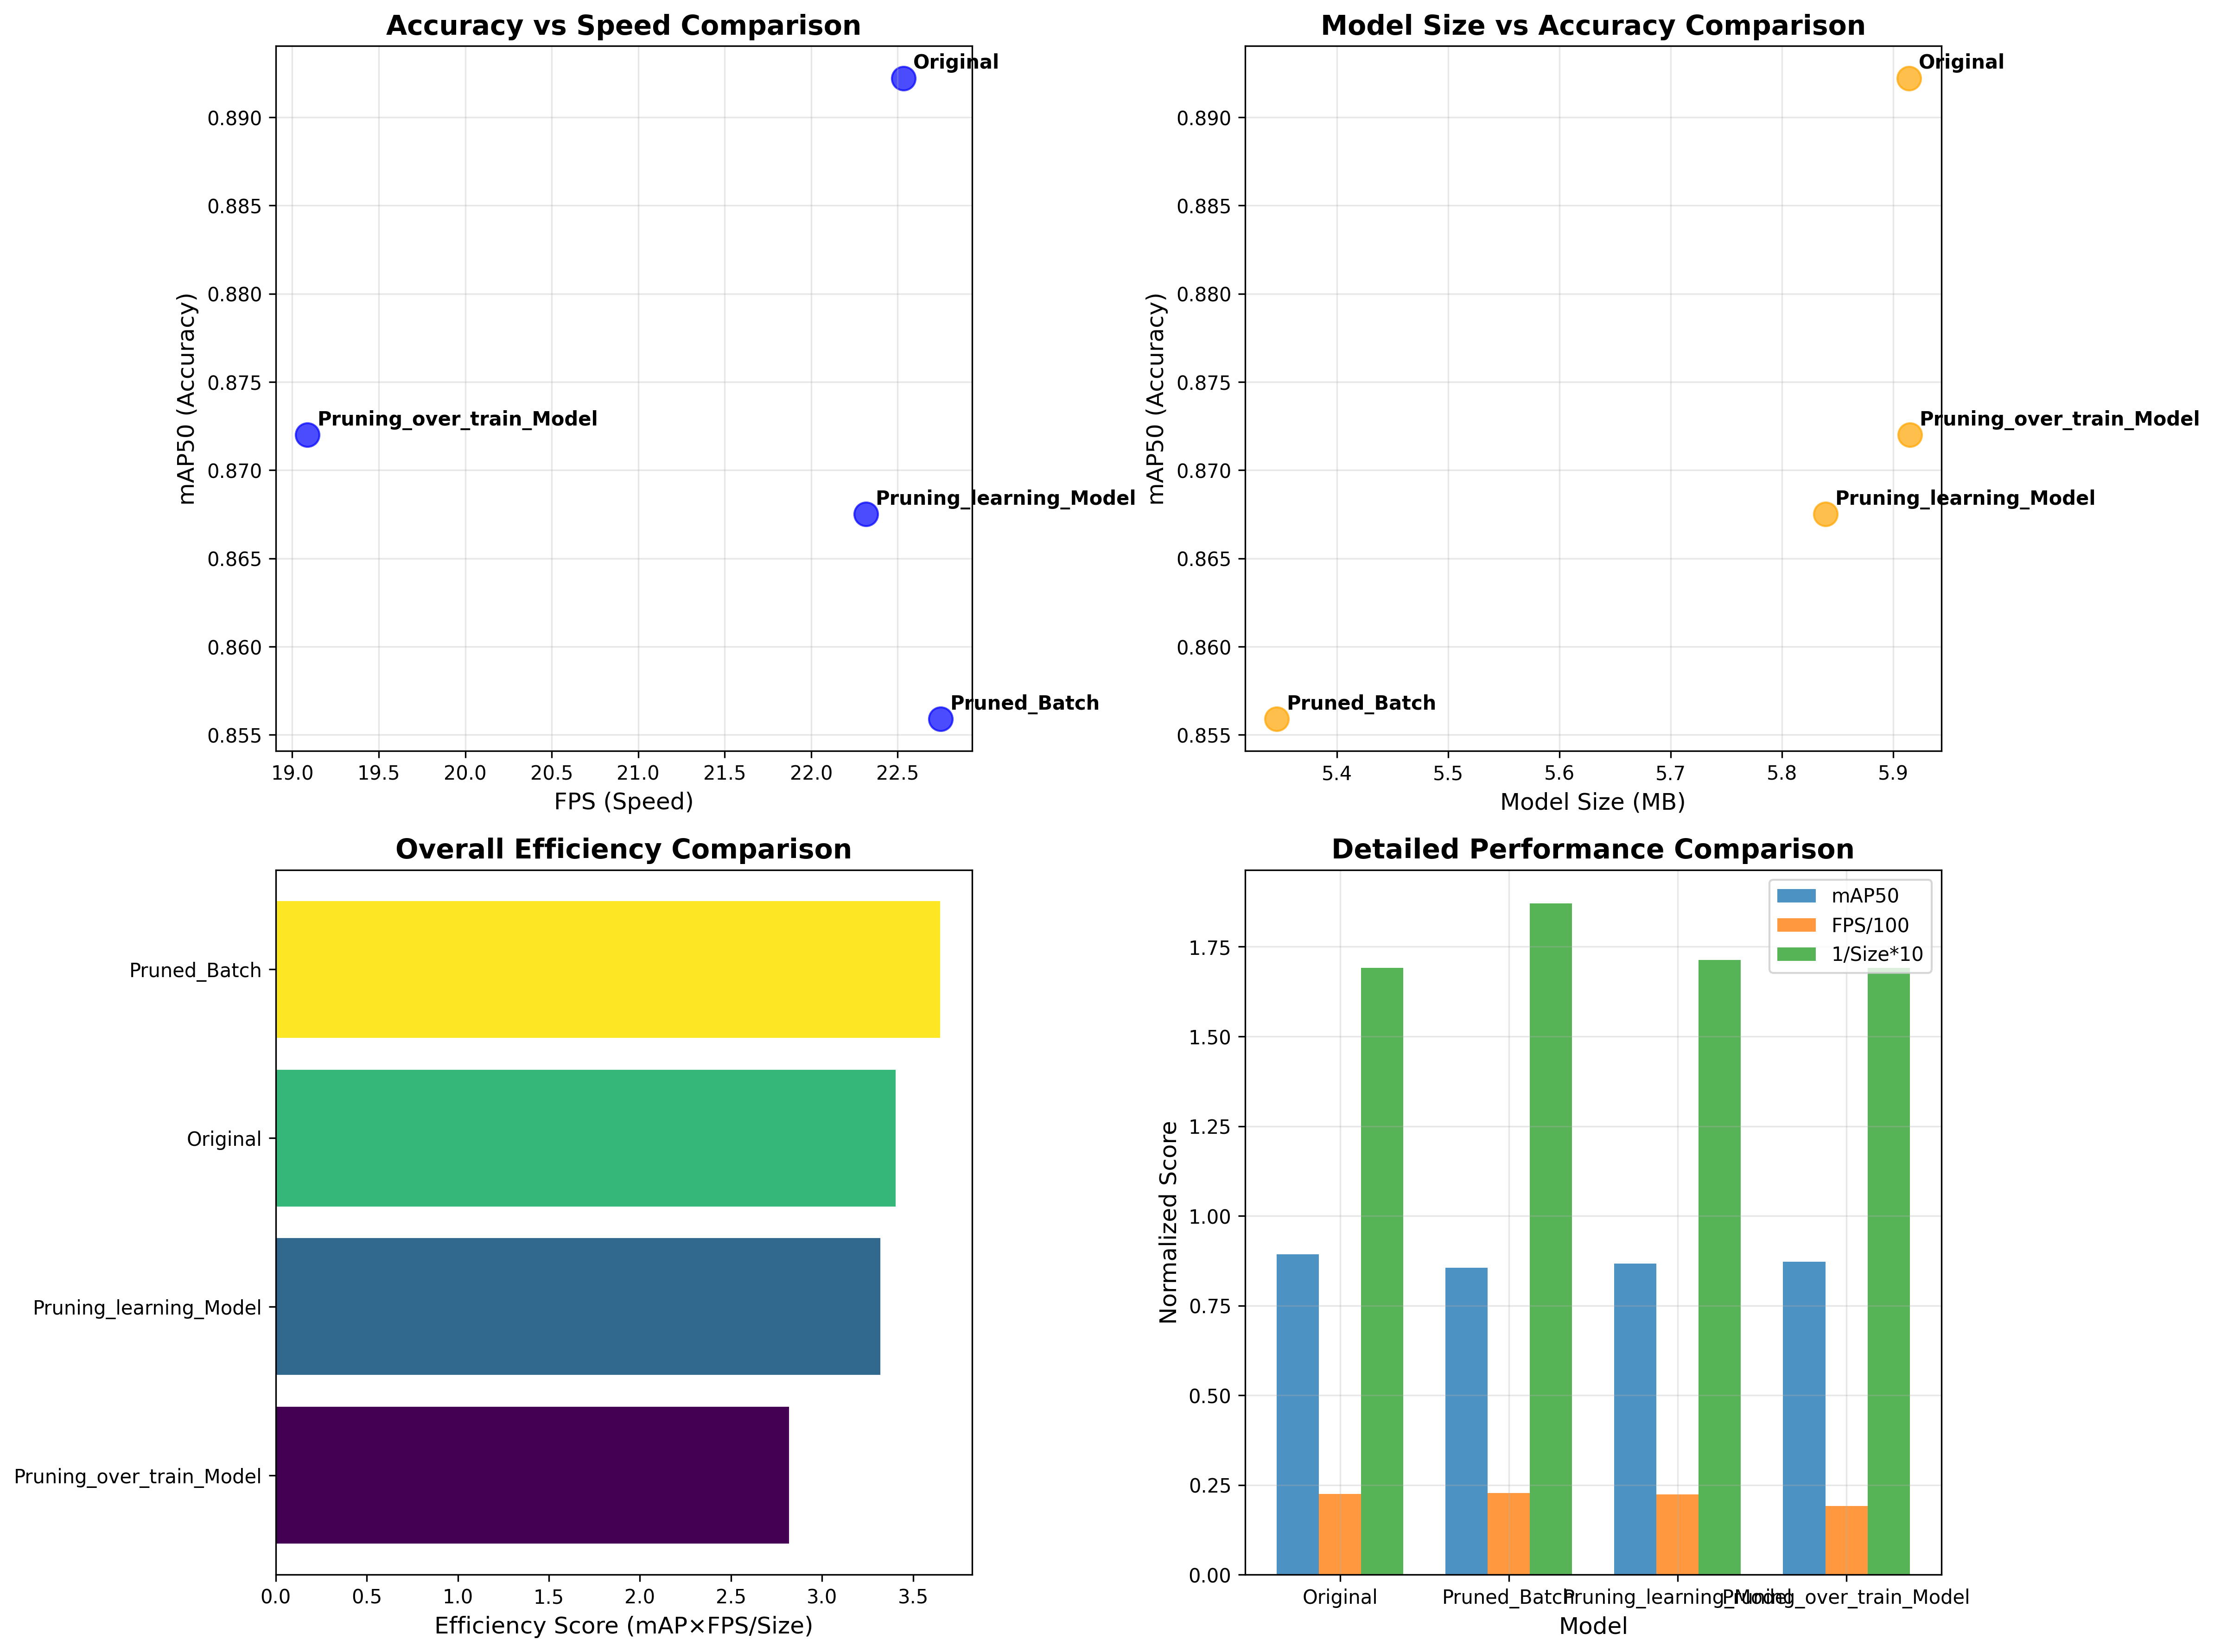 Accuracy vs Speed Comparison
Original
0.890
0.885
0.880
0.875
0.870
0.865
0.860
0.855
mAP50 (Accuracy)
Pruning_over_train_Model
Pruning_learning_Model
Pruned_Batch
19.0 19.5 20.0 20.5 21.0 21.5 22.0 22.5
FPS (Speed)
Model Size vs Accuracy Comparison
Original
0.890
0.885
0.880
0.875
0.870
0.865
0.860
0.855
mAP50 (Accuracy)
Pruning_over_train_Model
Pruning_learning_Model
Pruned_Batch
5.4 5.5 5.6 5.7 5.8 5.9
Model Size (MB)
Overall Efficiency Comparison
Pruned_Batch
Original
Pruning_learning_Model
Pruning_over_train_Model
0.0 0.5 1.0 1.5 2.0 2.5 3.0 3.5
Efficiency Score (mAP×FPS/Size)
Detailed Performance Comparison
mAP50
FPS/100
1/Size*10
1.75
1.50
1.25
1.00
0.75
0.50
0.25
0.00
Normalized Score
Original Pruned_Batch Pruning_learning_Model Pruning_over_train_Model
Model